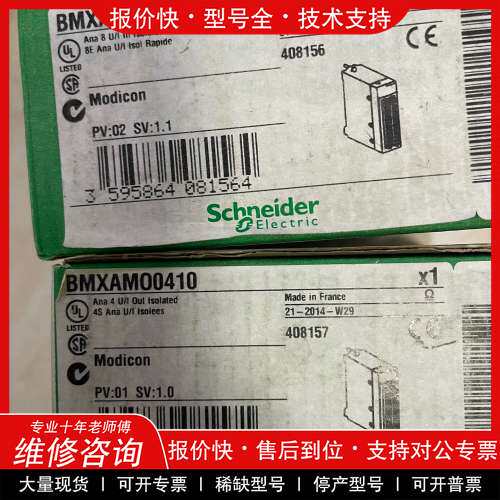 报价快·型号全·技术支持
BMXA
Ana 8 U/I In Is
8E Ana U/I Isol Rapide
408156
UL
LISTED
SA
Modicon
PV:02 SV:1.1
3 595864 081564
Schneider
Electric
BMXAMO0410
x1
Ana 4 U/I Out Isolated
4S Ana U/I Isolees
Made in France
21-2014-W29
408157
UL
LISTED
SA
Modicon
PV:01 SV:1.0
专业十年老师傅
维修咨询
报价快·售后到位·支持对公专票
大量现货｜可开专票｜稀缺型号｜停产型号｜可开普票